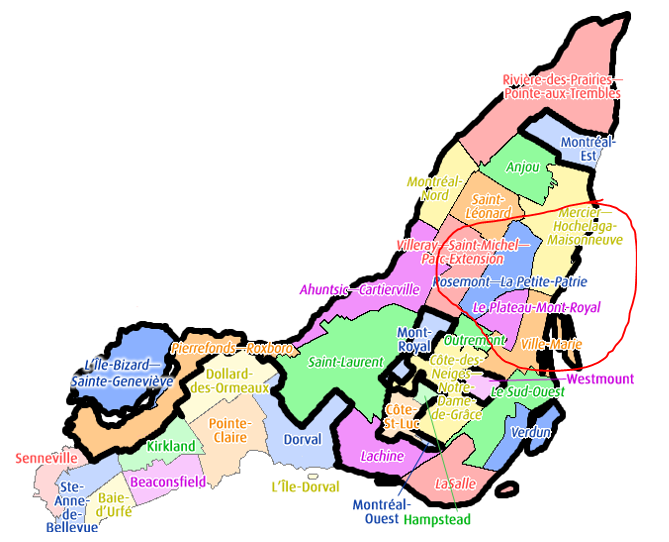 Rivière-des-Prairies—
Pointe-aux-Trembles
Montréal-
Est
Anjou
Montréal-
Nord
Saint-
Léonard
Mercier—
Hochelaga-
Maisonneuve
Villeray—Saint-Michel—
Parc-Extension
Rosemont—La Petite-Patrie
Ahuntsic—Cartierville
Le Plateau-Mont-Royal
Mont-
Royal
Outremont
Ville-Marie
Pierrefonds—Roxboro
Saint-Laurent
L'Île-Bizard—
Sainte-Geneviève
Dollard-
des-Ormeaux
Côte-des-
Neiges—
Notre-
Dame-
de-Grâce
Westmount
Le Sud-Ouest
Côte-
St-Luc
Pointe-
Claire
Verdun
Kirkland
Dorval
Lachine
Senneville
Beaconsfield
LaSalle
Ste-
Anne-
de-
Bellevue
Baie-
d'Urfé
L'Île-Dorval
Montréal-
Ouest
Hampstead